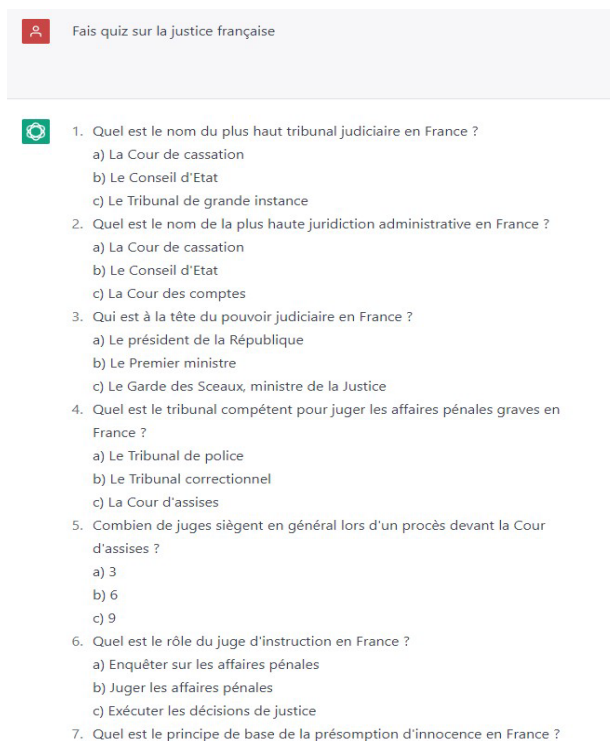 Fais quiz sur la justice française
1. Quel est le nom du plus haut tribunal judiciaire en France ?
a) La Cour de cassation
b) Le Conseil d'Etat
c) Le Tribunal de grande instance
2. Quel est le nom de la plus haute juridiction administrative en France ?
a) La Cour de cassation
b) Le Conseil d'Etat
c) La Cour des comptes
3. Qui est à la tête du pouvoir judiciaire en France ?
a) Le président de la République
b) Le Premier ministre
c) Le Garde des Sceaux, ministre de la Justice
4. Quel est le tribunal compétent pour juger les affaires pénales graves en
France ?
a) Le Tribunal de police
b) Le Tribunal correctionnel
c) La Cour d'assises
5. Combien de juges siègent en général lors d'un procès devant la Cour
d'assises ?
a) 3
b) 6
c) 9
6. Quel est le rôle du juge d'instruction en France ?
a) Enquêter sur les affaires pénales
b) Juger les affaires pénales
c) Exécuter les décisions de justice
7. Quel est le principe de base de la présomption d'innocence en France ?